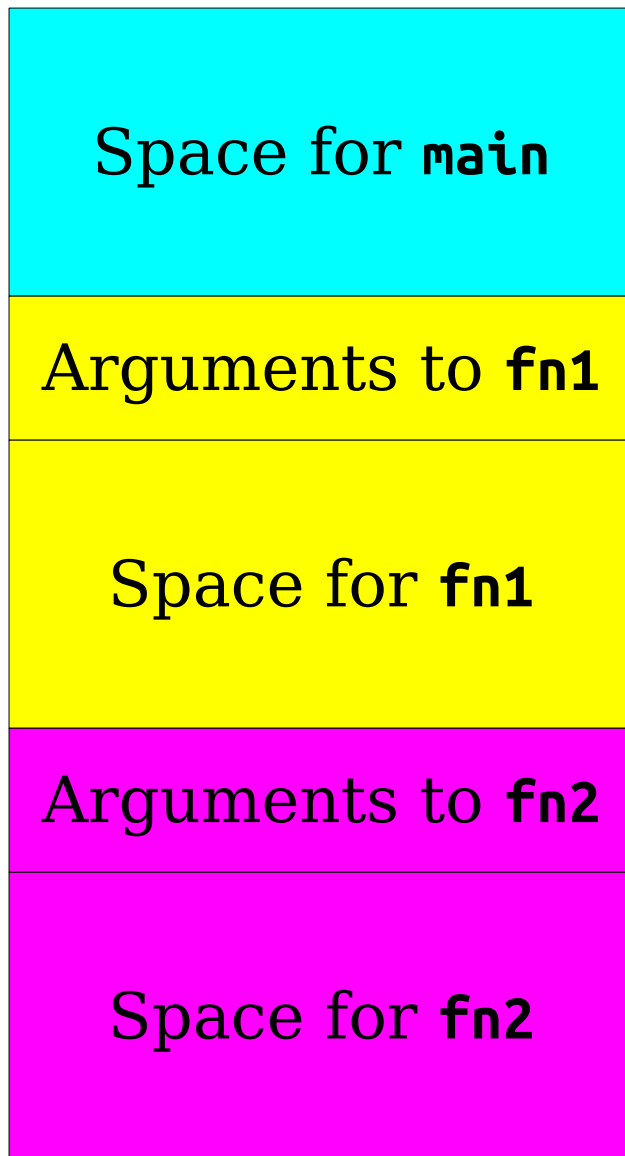 Space for main
Arguments to fn1
Space for fn1
Arguments to fn2
Space for fn2